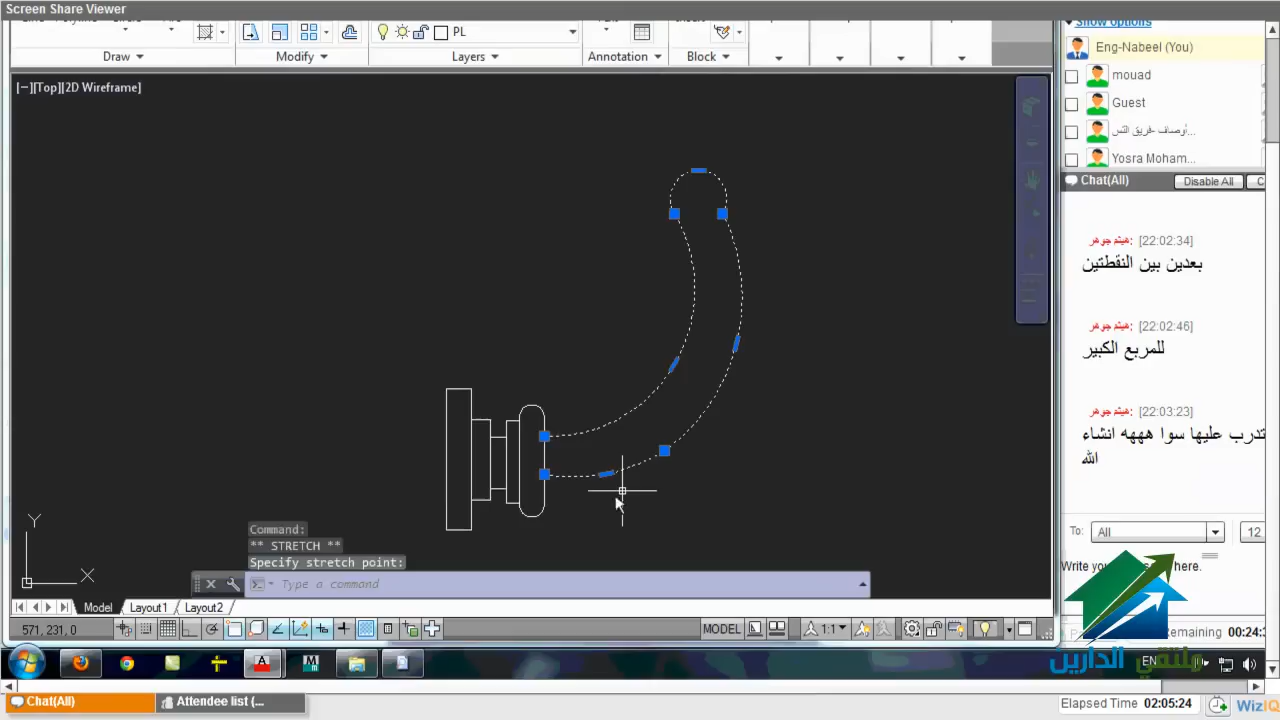 Screen Share Viewer
Draw
Modify
PL
Layers
Annotation
Block
[−][Top][2D Wireframe]
Y
X
Command:
** STRETCH **
Specify stretch point:
Type a command
Model
Layout1
Layout2
571, 231, 0
MODEL
1:1
Show options
Eng-Nabeel (You)
mouad
Guest
Yosra Moham...
Chat(All)
Disable All
هيثم جوهر: [22:02:34]
بعدين بين النقطتين
هيثم جوهر: [22:02:46]
للمربع الكبير
هيثم جوهر: [22:03:23]
تدرب عليها سوا هههه انشاء
الله
To:
All
12
Write your
here.
Remaining 00:24:3
ملتقي الدارين
EN
Chat(All)
Attendee list (...
Elapsed Time 02:05:24
WizIQ